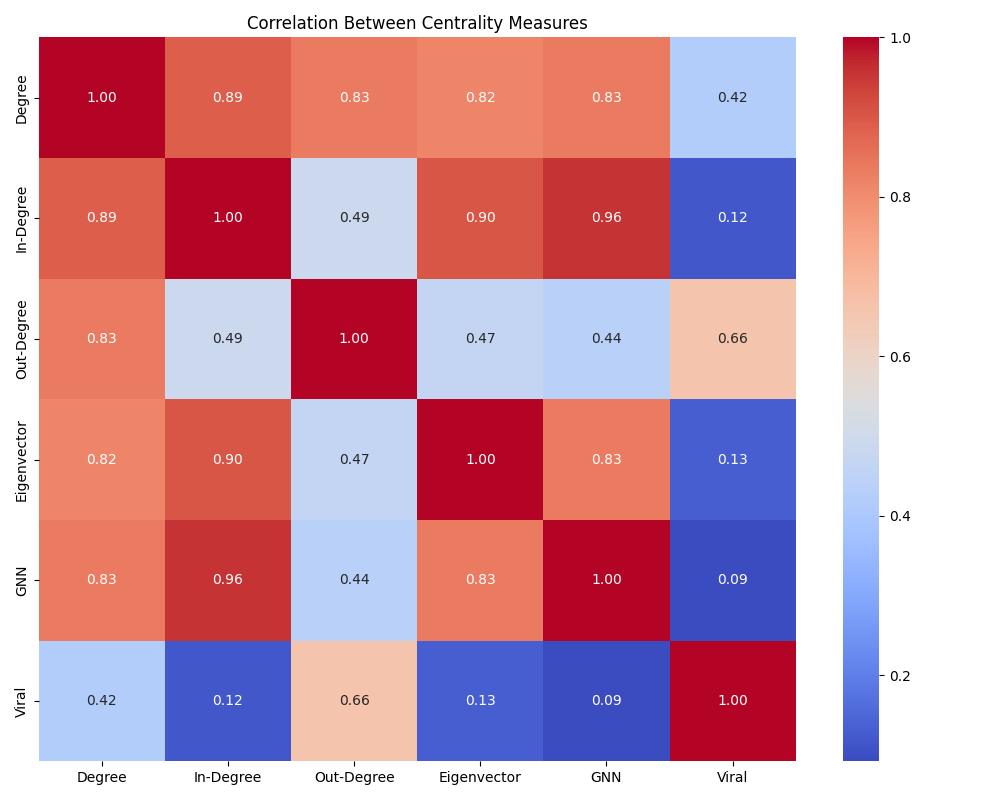 Correlation Between Centrality Measures
Degree 1.00 0.89 0.83 0.82 0.83 0.42
In-Degree 0.89 1.00 0.49 0.90 0.96 0.12
Out-Degree 0.83 0.49 1.00 0.47 0.44 0.66
Eigenvector 0.82 0.90 0.47 1.00 0.83 0.13
GNN 0.83 0.96 0.44 0.83 1.00 0.09
Viral 0.42 0.12 0.66 0.13 0.09 1.00
Degree In-Degree Out-Degree Eigenvector GNN Viral
1.0
0.8
0.6
0.4
0.2